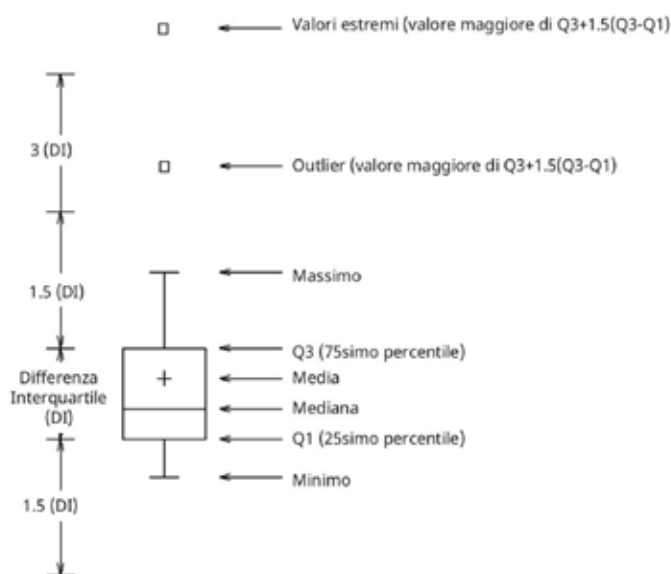 Valori estremi (valore maggiore di Q3+1.5(Q3-Q1)
3 (DI)
Outlier (valore maggiore di Q3+1.5(Q3-Q1)
1.5 (DI)
Massimo
Q3 (75simo percentile)
Differenza
Interquartile
(DI)
Media
Mediana
Q1 (25simo percentile)
Minimo
1.5 (DI)